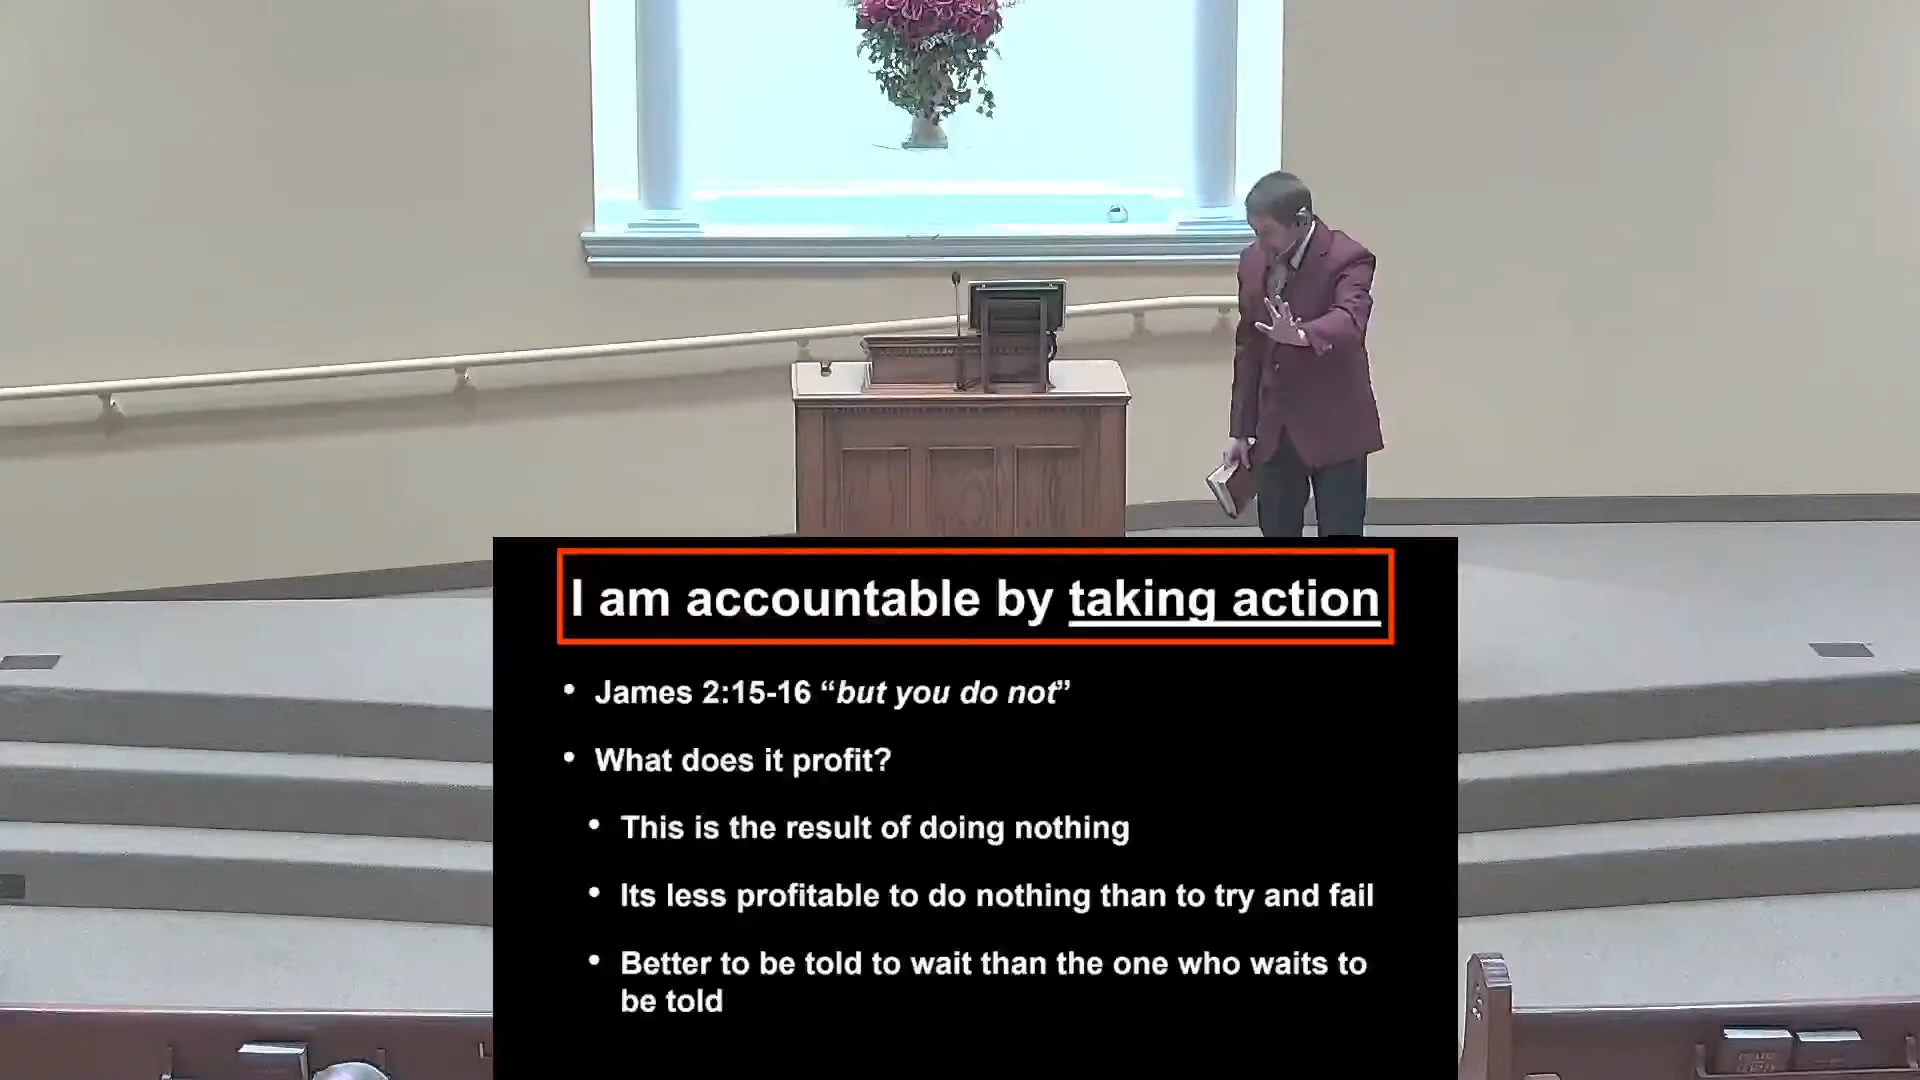 I am accountable by taking action
• James 2:15-16 “but you do not”
• What does it profit?
• This is the result of doing nothing
• Its less profitable to do nothing than to try and fail
• Better to be told to wait than the one who waits to
be told